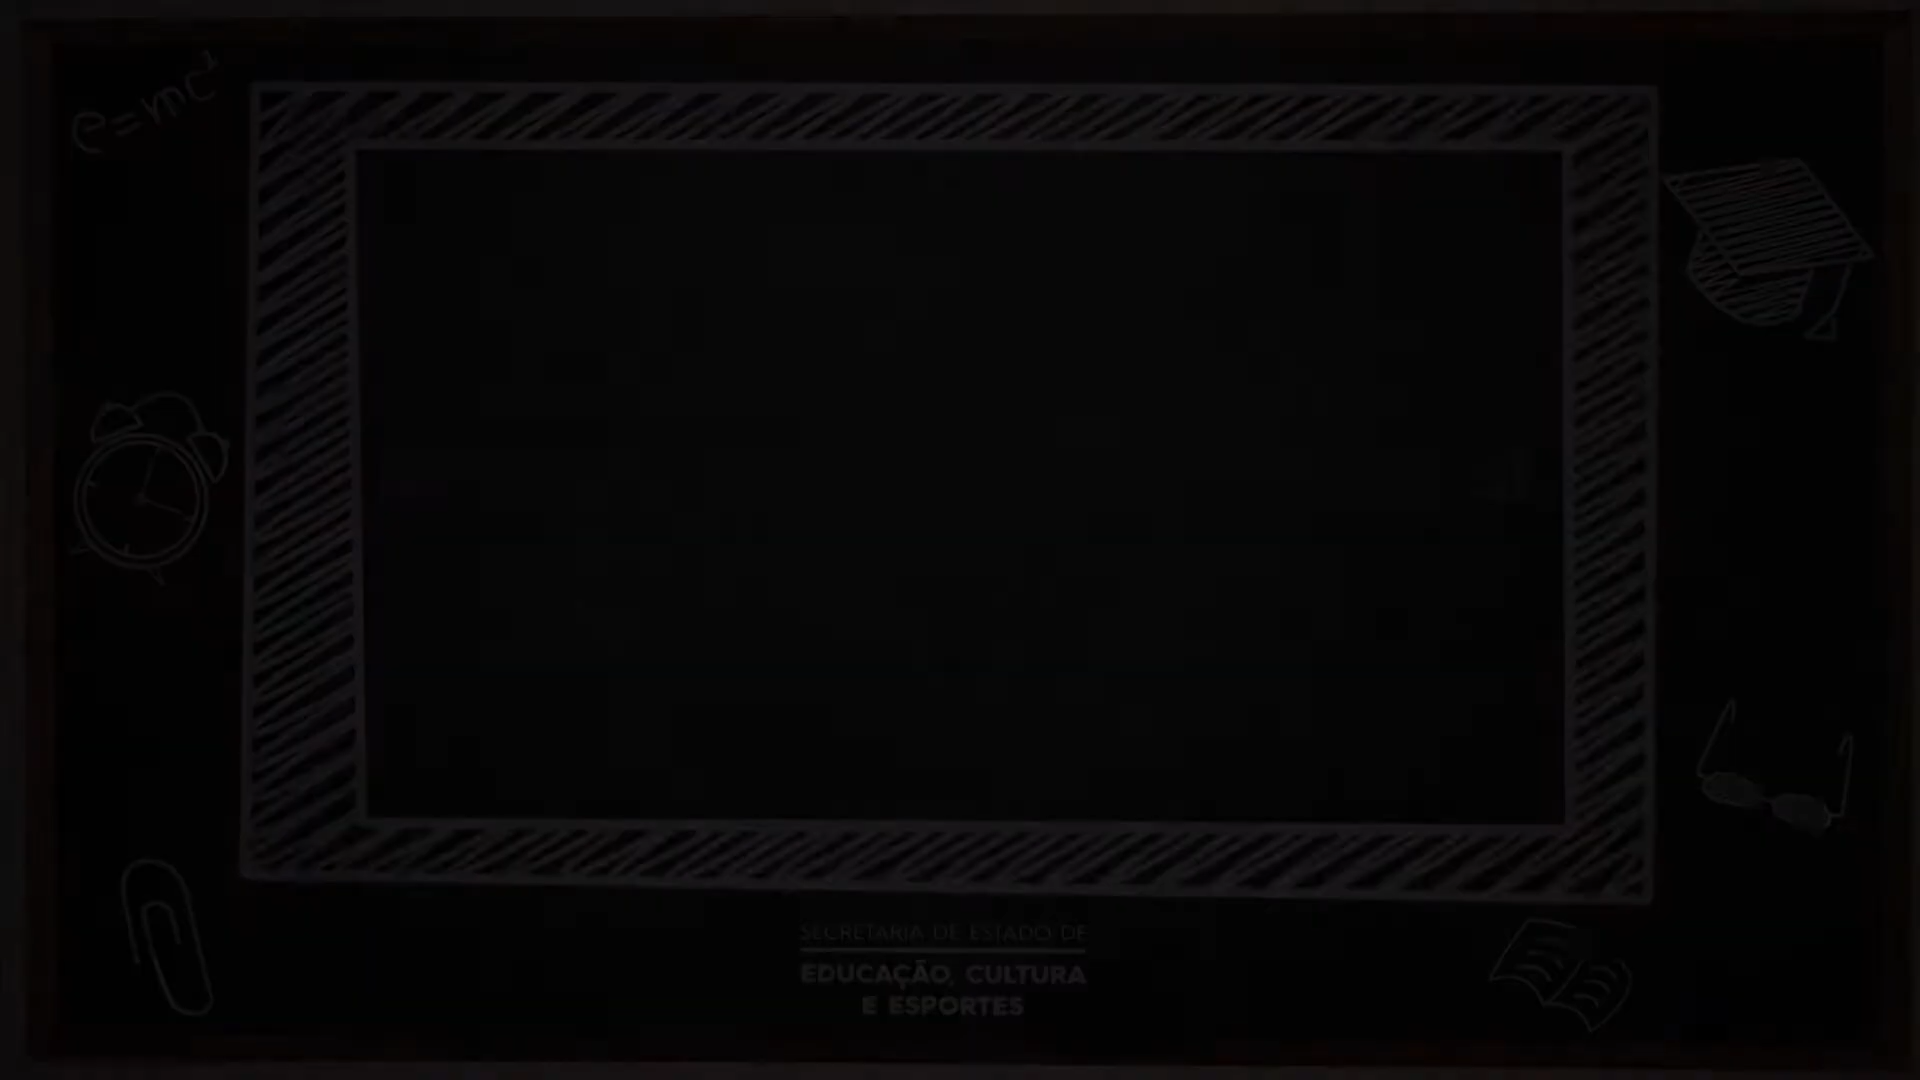 e=mc²
SECRETARIA DE ESTADO DE
EDUCAÇÃO, CULTURA
E ESPORTES